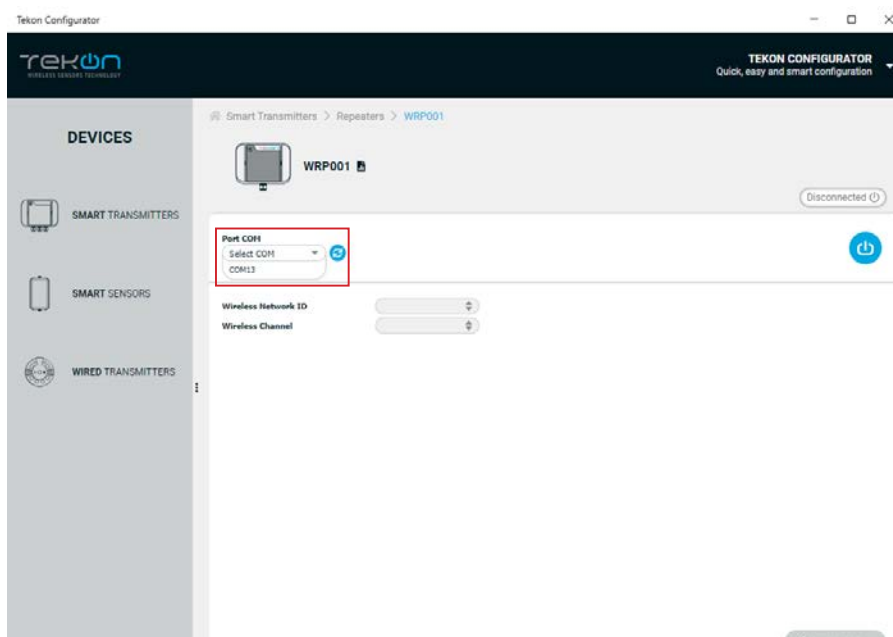 Tekon Configurator
TEKON
WIRELESS SENSORS TECHNOLOGY
TEKON CONFIGURATOR
Quick, easy and smart configuration
DEVICES
SMART TRANSMITTERS
SMART SENSORS
WIRED TRANSMITTERS
Smart Transmitters > Repeaters > WRP001
WRP001
Disconnected
Port COM
Select COM
COM13
Wireless Network ID
Wireless Channel